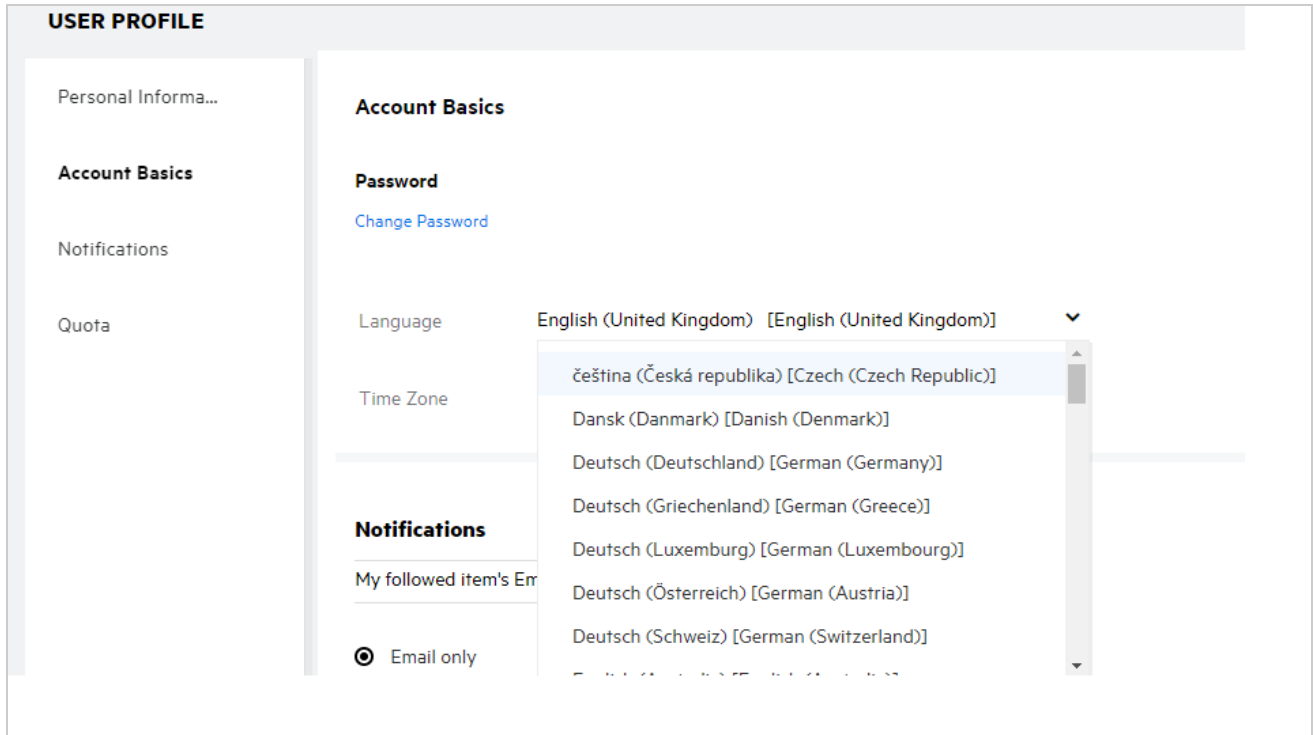 USER PROFILE
Personal Informa...
Account Basics
Notifications
Quota
Account Basics
Password
Change Password
Language
English (United Kingdom) [English (United Kingdom)]
Time Zone
čeština (Česká republika) [Czech (Czech Republic)]
Dansk (Danmark) [Danish (Denmark)]
Deutsch (Deutschland) [German (Germany)]
Deutsch (Griechenland) [German (Greece)]
Deutsch (Luxemburg) [German (Luxembourg)]
Deutsch (Österreich) [German (Austria)]
Deutsch (Schweiz) [German (Switzerland)]
Notifications
My followed item's Em
Email only